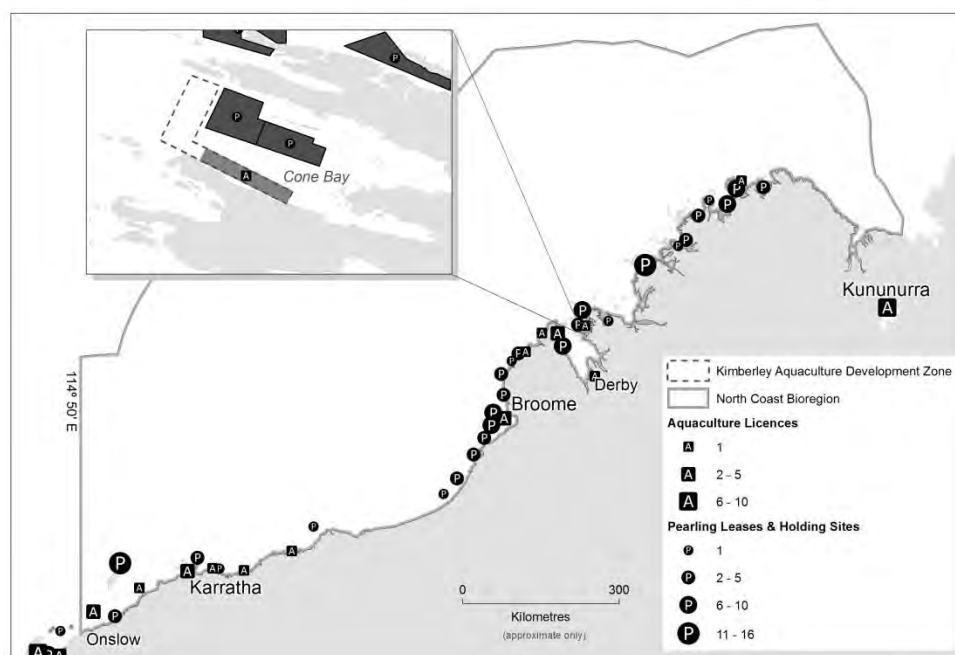 P
P
P
A
Cone Bay
114° 50' E
P
A
P
P
P
P
P
P
P
P
Kununurra
A
P
P
A
P
A
A
P
P
A
P
A
Derby
P
P
Broome
P
P
A
P
P
P
P
P
P
A
P
A
A
P
A
A
Karratha
A
P
Onslow
P
A
A
0
300
Kilometres
(approximate only)
Kimberley Aquaculture Development Zone
North Coast Bioregion
Aquaculture Licences
A 1
A 2 - 5
A 6 - 10
Pearling Leases & Holding Sites
P 1
P 2 - 5
P 6 - 10
P 11 - 16